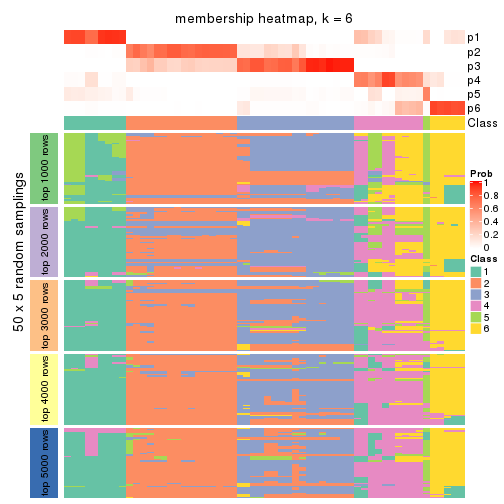 membership heatmap, k = 6
p1
p2
p3
p4
p5
p6
Class
50 x 5 random samplings
top 1000 rows
top 2000 rows
top 3000 rows
top 4000 rows
top 5000 rows
Prob
1
0.8
0.6
0.4
0.2
0
Class
1
2
3
4
5
6